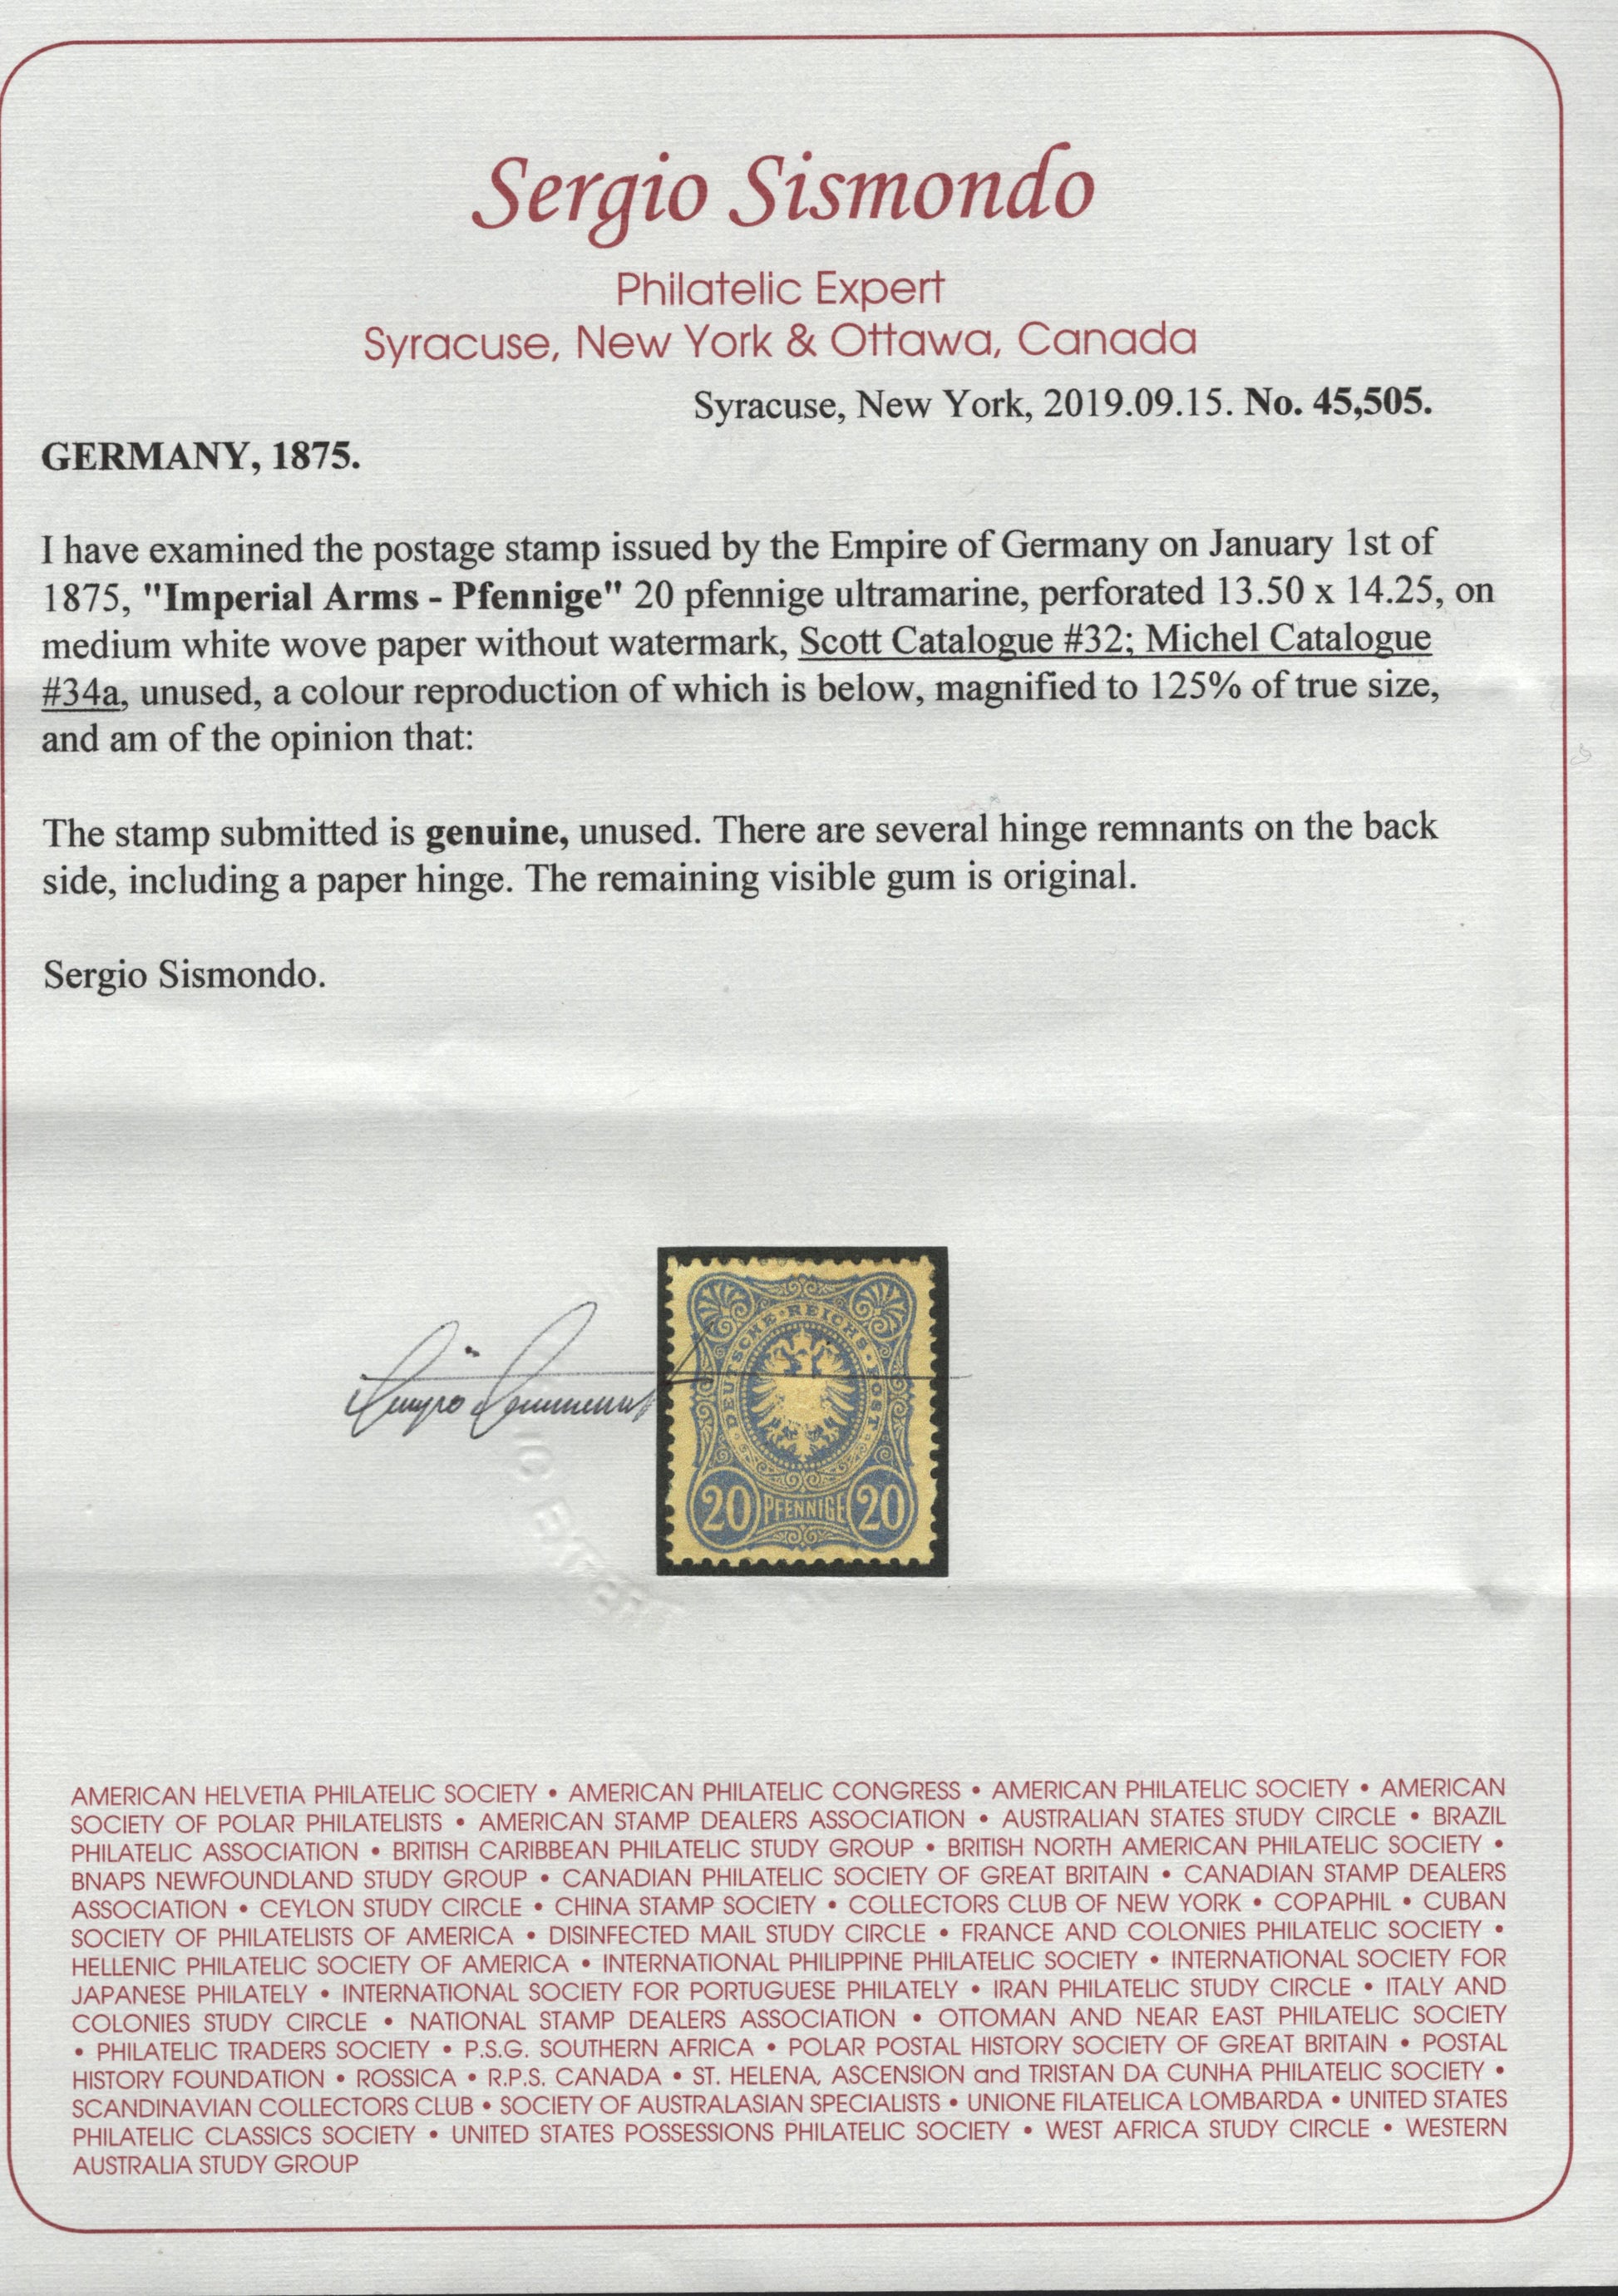 Sergio Sismondo
Philatelic Expert
Syracuse, New York & Ottawa, Canada
Syracuse, New York, 2019.09.15. No. 45,505.
GERMANY, 1875.
I have examined the postage stamp issued by the Empire of Germany on January 1st of
1875, "Imperial Arms - Pfennige" 20 pfennige ultramarine, perforated 13.50 x 14.25, on
medium white wove paper without watermark, Scott Catalogue #32; Michel Catalogue
#34a, unused, a colour reproduction of which is below, magnified to 125% of true size,
and am of the opinion that:
The stamp submitted is genuine, unused. There are several hinge remnants on the back
side, including a paper hinge. The remaining visible gum is original.
Sergio Sismondo.
DEUTSCHE·REICHS·POST
20 PFENNIGE 20
EXPERT
AMERICAN HELVETIA PHILATELIC SOCIETY • AMERICAN PHILATELIC CONGRESS • AMERICAN PHILATELIC SOCIETY • AMERICAN
SOCIETY OF POLAR PHILATELISTS • AMERICAN STAMP DEALERS ASSOCIATION • AUSTRALIAN STATES STUDY CIRCLE • BRAZIL
PHILATELIC ASSOCIATION • BRITISH CARIBBEAN PHILATELIC STUDY GROUP • BRITISH NORTH AMERICAN PHILATELIC SOCIETY •
BNAPS NEWFOUNDLAND STUDY GROUP • CANADIAN PHILATELIC SOCIETY OF GREAT BRITAIN • CANADIAN STAMP DEALERS
ASSOCIATION • CEYLON STUDY CIRCLE • CHINA STAMP SOCIETY • COLLECTORS CLUB OF NEW YORK • COPAPHIL • CUBAN
SOCIETY OF PHILATELISTS OF AMERICA • DISINFECTED MAIL STUDY CIRCLE • FRANCE AND COLONIES PHILATELIC SOCIETY •
HELLENIC PHILATELIC SOCIETY OF AMERICA • INTERNATIONAL PHILIPPINE PHILATELIC SOCIETY • INTERNATIONAL SOCIETY FOR
JAPANESE PHILATELY • INTERNATIONAL SOCIETY FOR PORTUGUESE PHILATELY • IRAN PHILATELIC STUDY CIRCLE • ITALY AND
COLONIES STUDY CIRCLE • NATIONAL STAMP DEALERS ASSOCIATION • OTTOMAN AND NEAR EAST PHILATELIC SOCIETY
• PHILATELIC TRADERS SOCIETY • P.S.G. SOUTHERN AFRICA • POLAR POSTAL HISTORY SOCIETY OF GREAT BRITAIN • POSTAL
HISTORY FOUNDATION • ROSSICA • R.P.S. CANADA • ST. HELENA, ASCENSION and TRISTAN DA CUNHA PHILATELIC SOCIETY •
SCANDINAVIAN COLLECTORS CLUB • SOCIETY OF AUSTRALASIAN SPECIALISTS • UNIONE FILATELICA LOMBARDA • UNITED STATES
PHILATELIC CLASSICS SOCIETY • UNITED STATES POSSESSIONS PHILATELIC SOCIETY • WEST AFRICA STUDY CIRCLE • WESTERN
AUSTRALIA STUDY GROUP